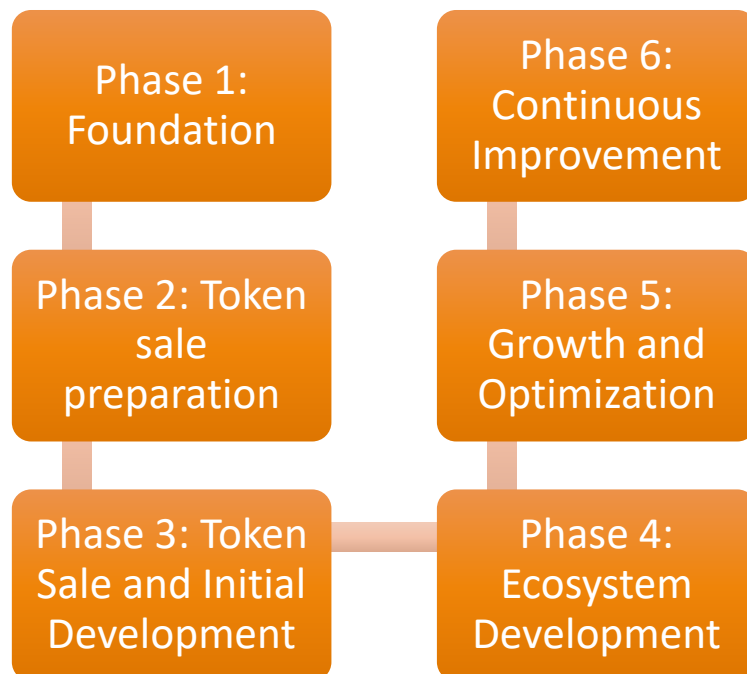 Phase 1:
Foundation
Phase 2: Token
sale
preparation
Phase 3: Token
Sale and Initial
Development
Phase 4:
Ecosystem
Development
Phase 5:
Growth and
Optimization
Phase 6:
Continuous
Improvement